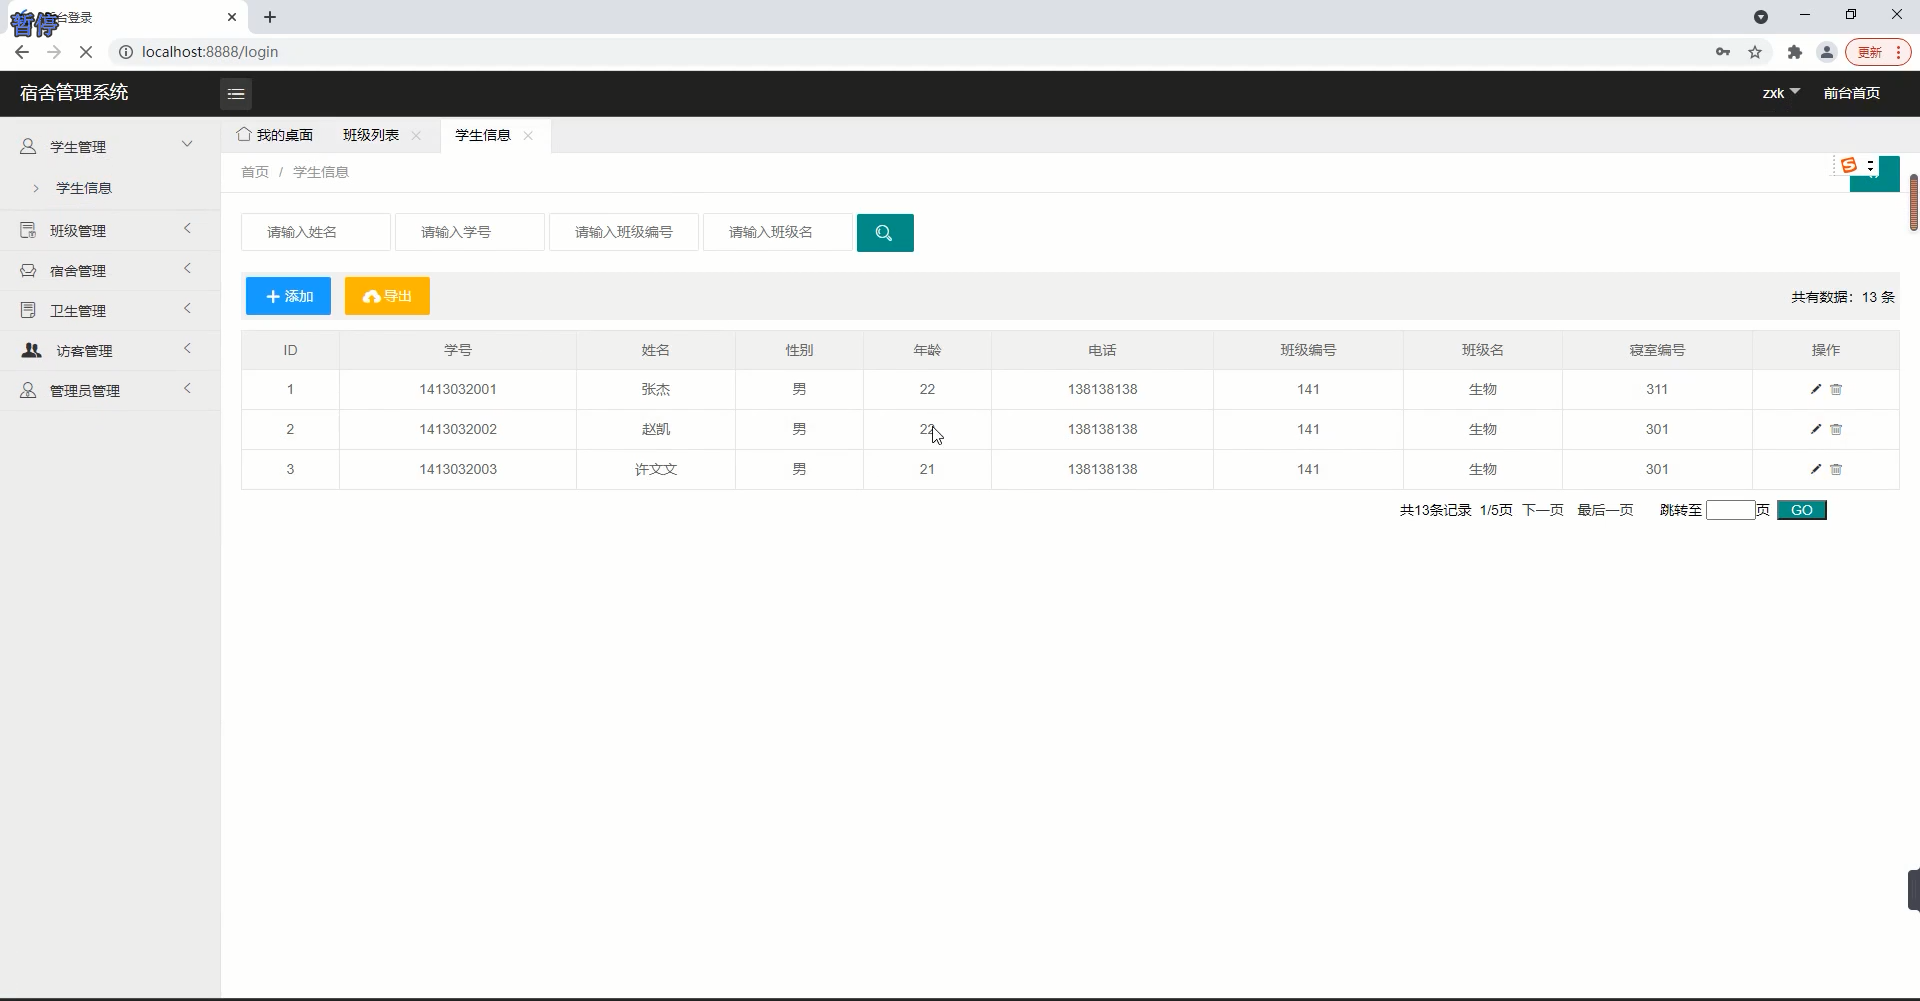 暂停
台登录
localhost:8888/login
更新
宿舍管理系统
zxk 前台首页
学生管理
学生信息
班级管理
宿舍管理
卫生管理
访客管理
管理员管理
我的桌面 班级列表 学生信息
首页 / 学生信息
请输入姓名 请输入学号 请输入班级编号 请输入班级名
添加 导出 共有数据：13 条
ID 学号 姓名 性别 年龄 电话 班级编号 班级名 寝室编号 操作
1 1413032001 张杰 男 22 138138138 141 生物 311
2 1413032002 赵凯 男 22 138138138 141 生物 301
3 1413032003 许文文 男 21 138138138 141 生物 301
共13条记录 1/5页 下一页 最后一页 跳转至 页 GO